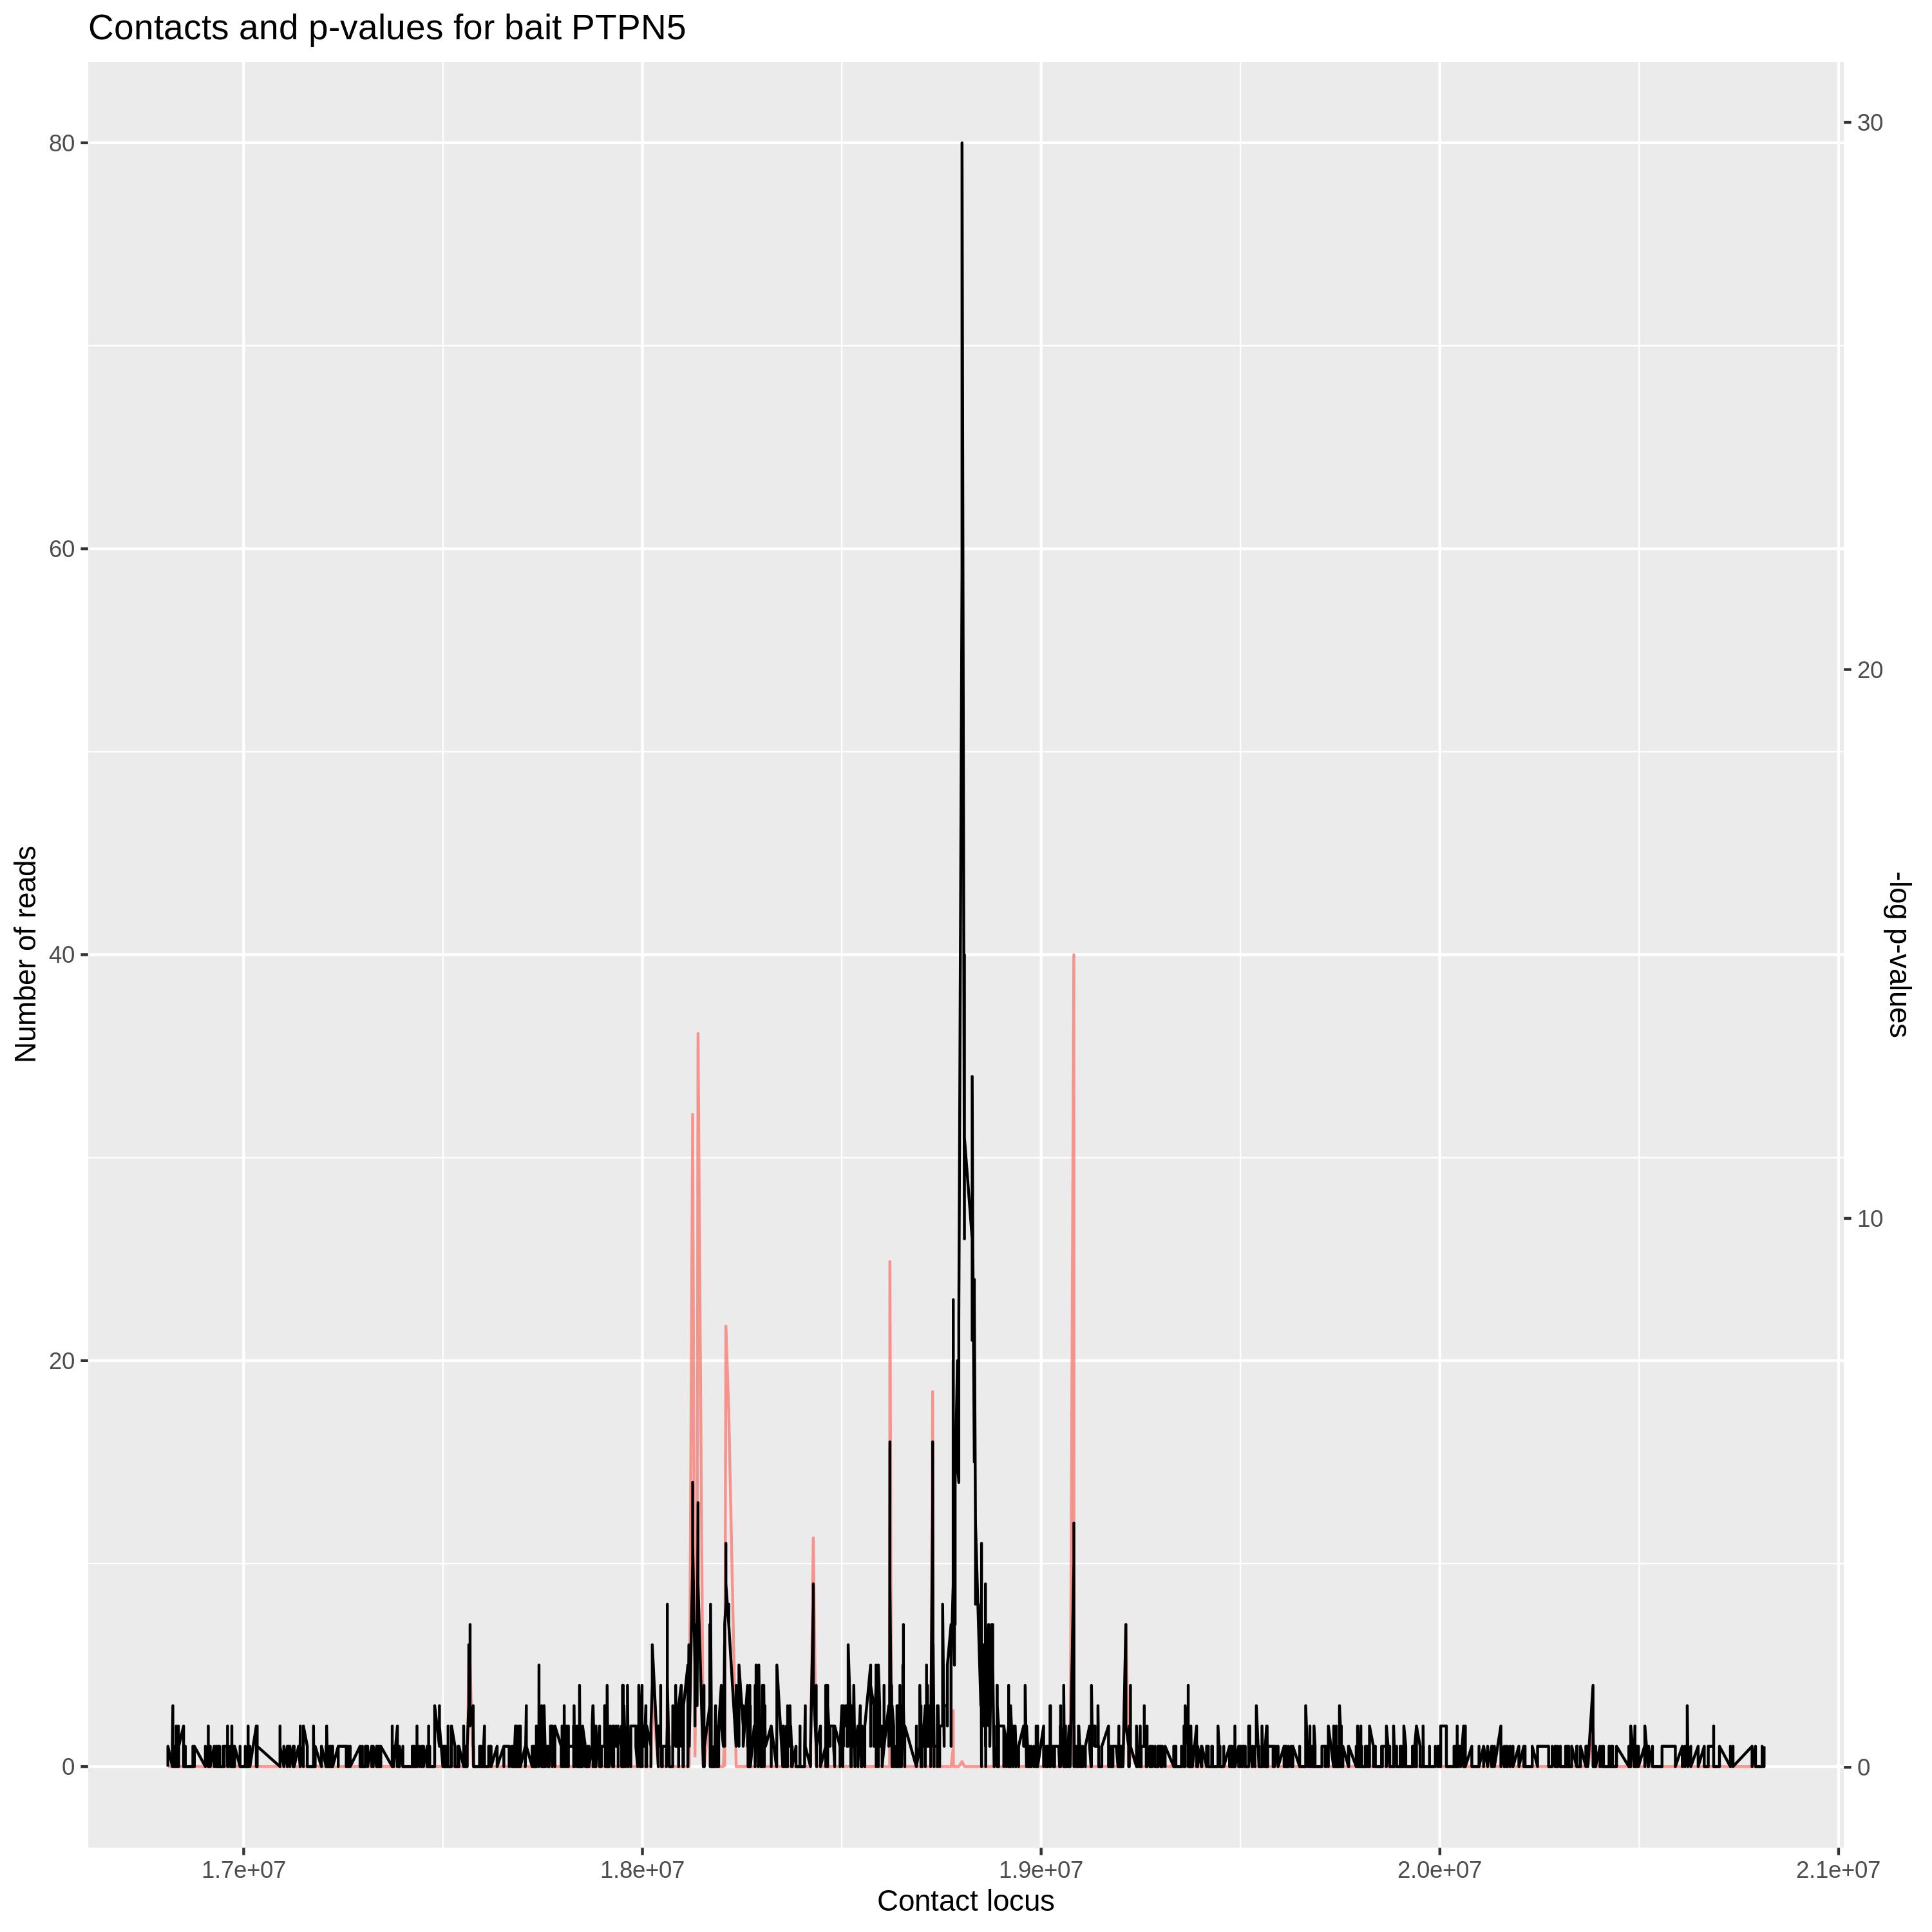 Contacts and p-values for bait PTPN5
80
60
40
20
0
30
20
10
0
Number of reads
-log p-values
1.7e+07
1.8e+07
1.9e+07
2.0e+07
2.1e+07
Contact locus